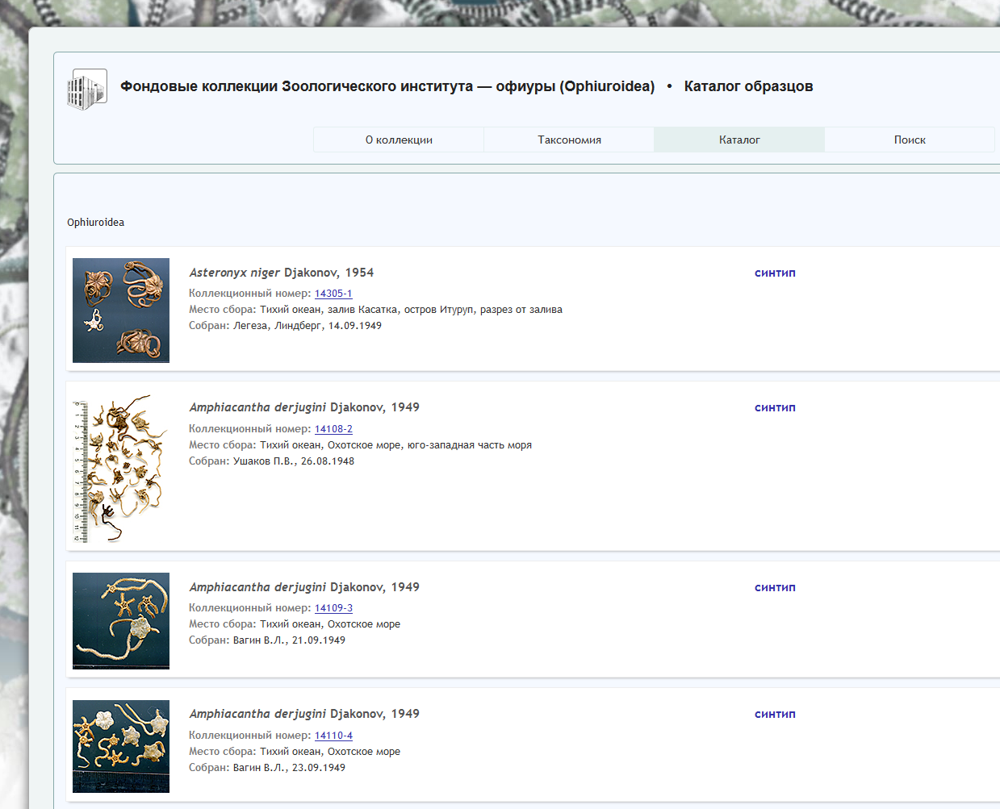 Фондовые коллекции Зоологического института — офиуры (Ophiuroidea) • Каталог образцов
О коллекции Таксономия Каталог Поиск
Ophiuroidea
Asteronyx niger Djakonov, 1954 синтип
Коллекционный номер: 14305-1
Место сбора: Тихий океан, залив Касатка, остров Итуруп, разрез от залива
Собран: Легеза, Линдберг, 14.09.1949
Amphiacantha derjugini Djakonov, 1949 синтип
Коллекционный номер: 14108-2
Место сбора: Тихий океан, Охотское море, юго-западная часть моря
Собран: Ушаков П.В., 26.08.1948
Amphiacantha derjugini Djakonov, 1949 синтип
Коллекционный номер: 14109-3
Место сбора: Тихий океан, Охотское море
Собран: Вагин В.Л., 21.09.1949
Amphiacantha derjugini Djakonov, 1949 синтип
Коллекционный номер: 14110-4
Место сбора: Тихий океан, Охотское море
Собран: Вагин В.Л., 23.09.1949